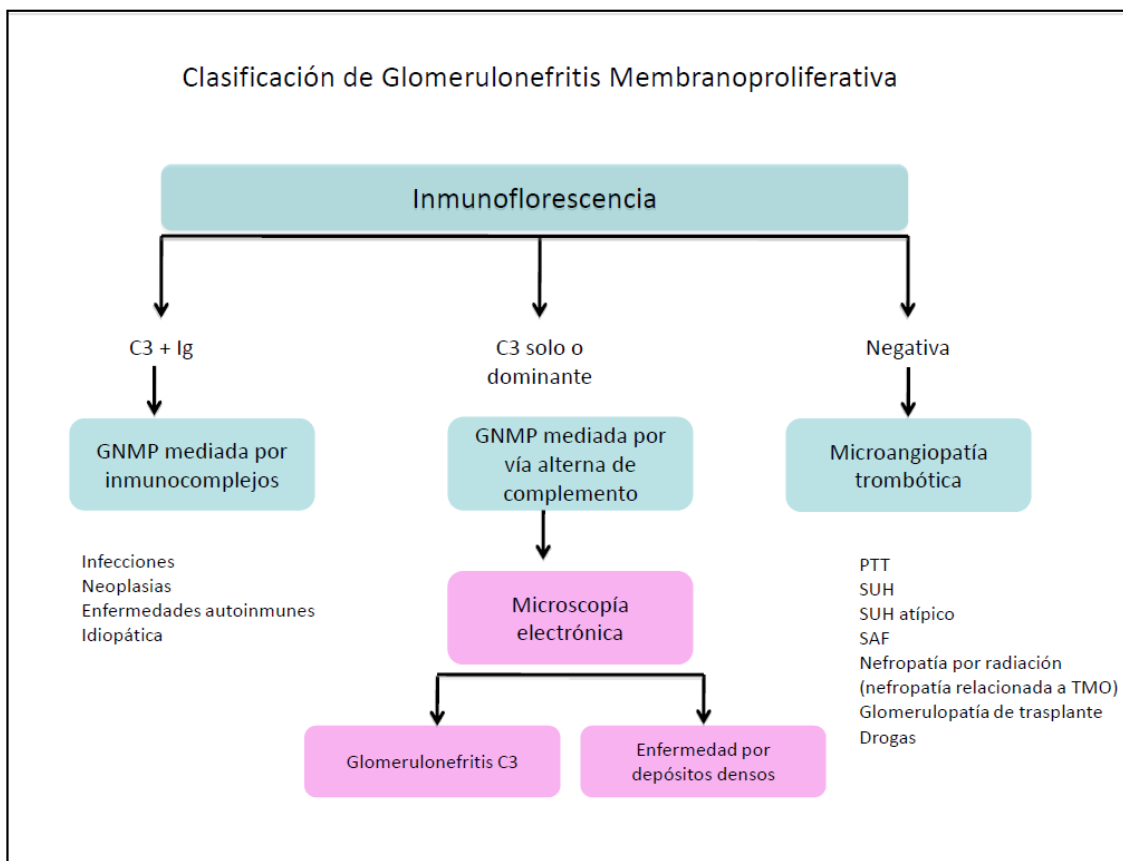 Clasificación de Glomerulonefritis Membranoproliferativa
Inmunoflorescencia
C3 + Ig
C3 solo o
dominante
Negativa
GNMP mediada por
inmunocomplejos
GNMP mediada por
vía alterna de
complemento
Microangiopatía
trombótica
Infecciones
Neoplasias
Enfermedades autoinmunes
Idiopática
Microscopía
electrónica
Glomerulonefritis C3
Enfermedad por
depósitos densos
PTT
SUH
SUH atípico
SAF
Nefropatía por radiación
(nefropatía relacionada a TMO)
Glomerulopatía de trasplante
Drogas